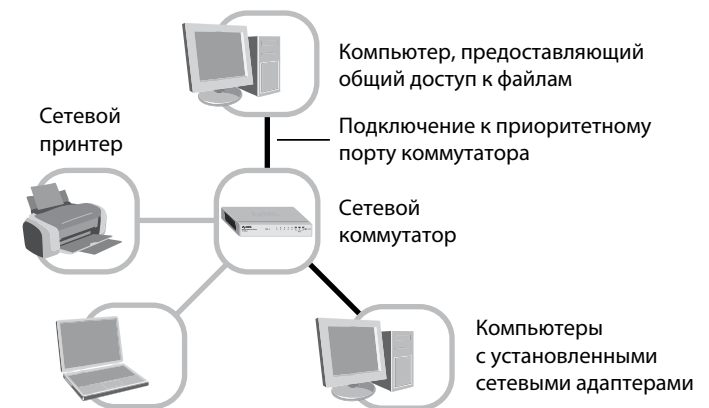 Компьютер, предоставляющий
общий доступ к файлам
Сетевой
принтер
Подключение к приоритетному
порту коммутатора
Сетевой
коммутатор
Компьютеры
с установленными
сетевыми адаптерами